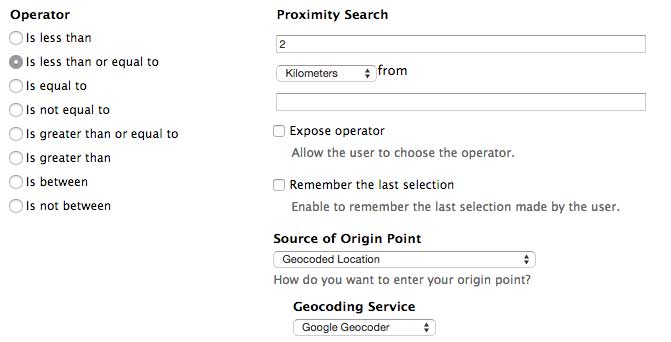 Operator
Is less than
Is less than or equal to
Is equal to
Is not equal to
Is greater than or equal to
Is greater than
Is between
Is not between
Proximity Search
2
Kilometers from
Expose operator
Allow the user to choose the operator.
Remember the last selection
Enable to remember the last selection made by the user.
Source of Origin Point
Geocoded Location
How do you want to enter your origin point?
Geocoding Service
Google Geocoder